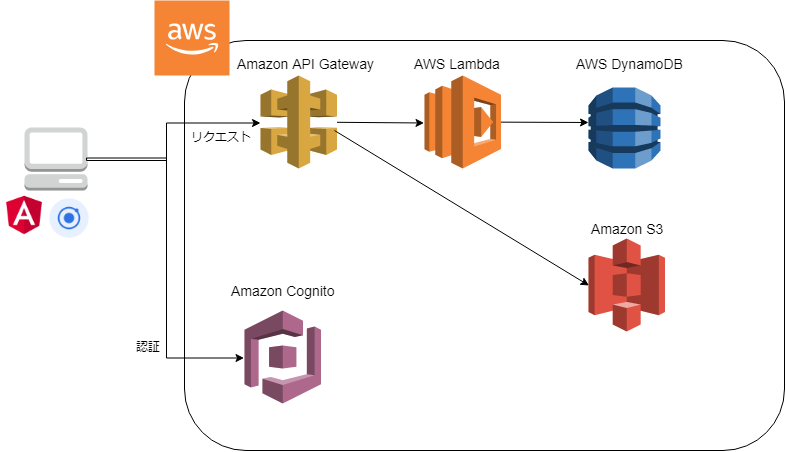 aws
Amazon API Gateway
AWS Lambda
AWS DynamoDB
リクエスト
A
Amazon S3
Amazon Cognito
認証